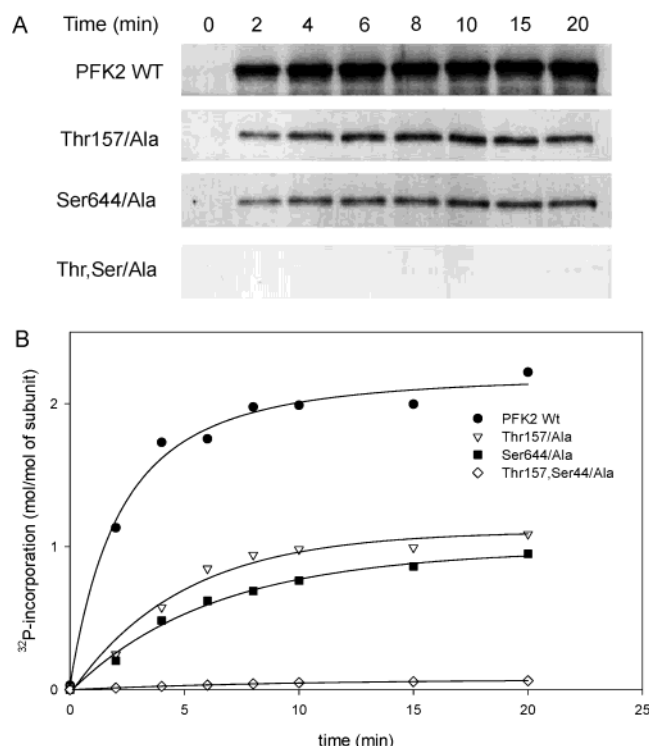 A Time (min) 0 2 4 6 8 10 15 20
PFK2 WT
Thr157/Ala
Ser644/Ala
Thr,Ser/Ala
B
2
1
0
³²P-incorporation (mol/mol of subunit)
PFK2 Wt
Thr157/Ala
Ser644/Ala
Thr157,Ser44/Ala
0 5 10 15 20 25
time (min)